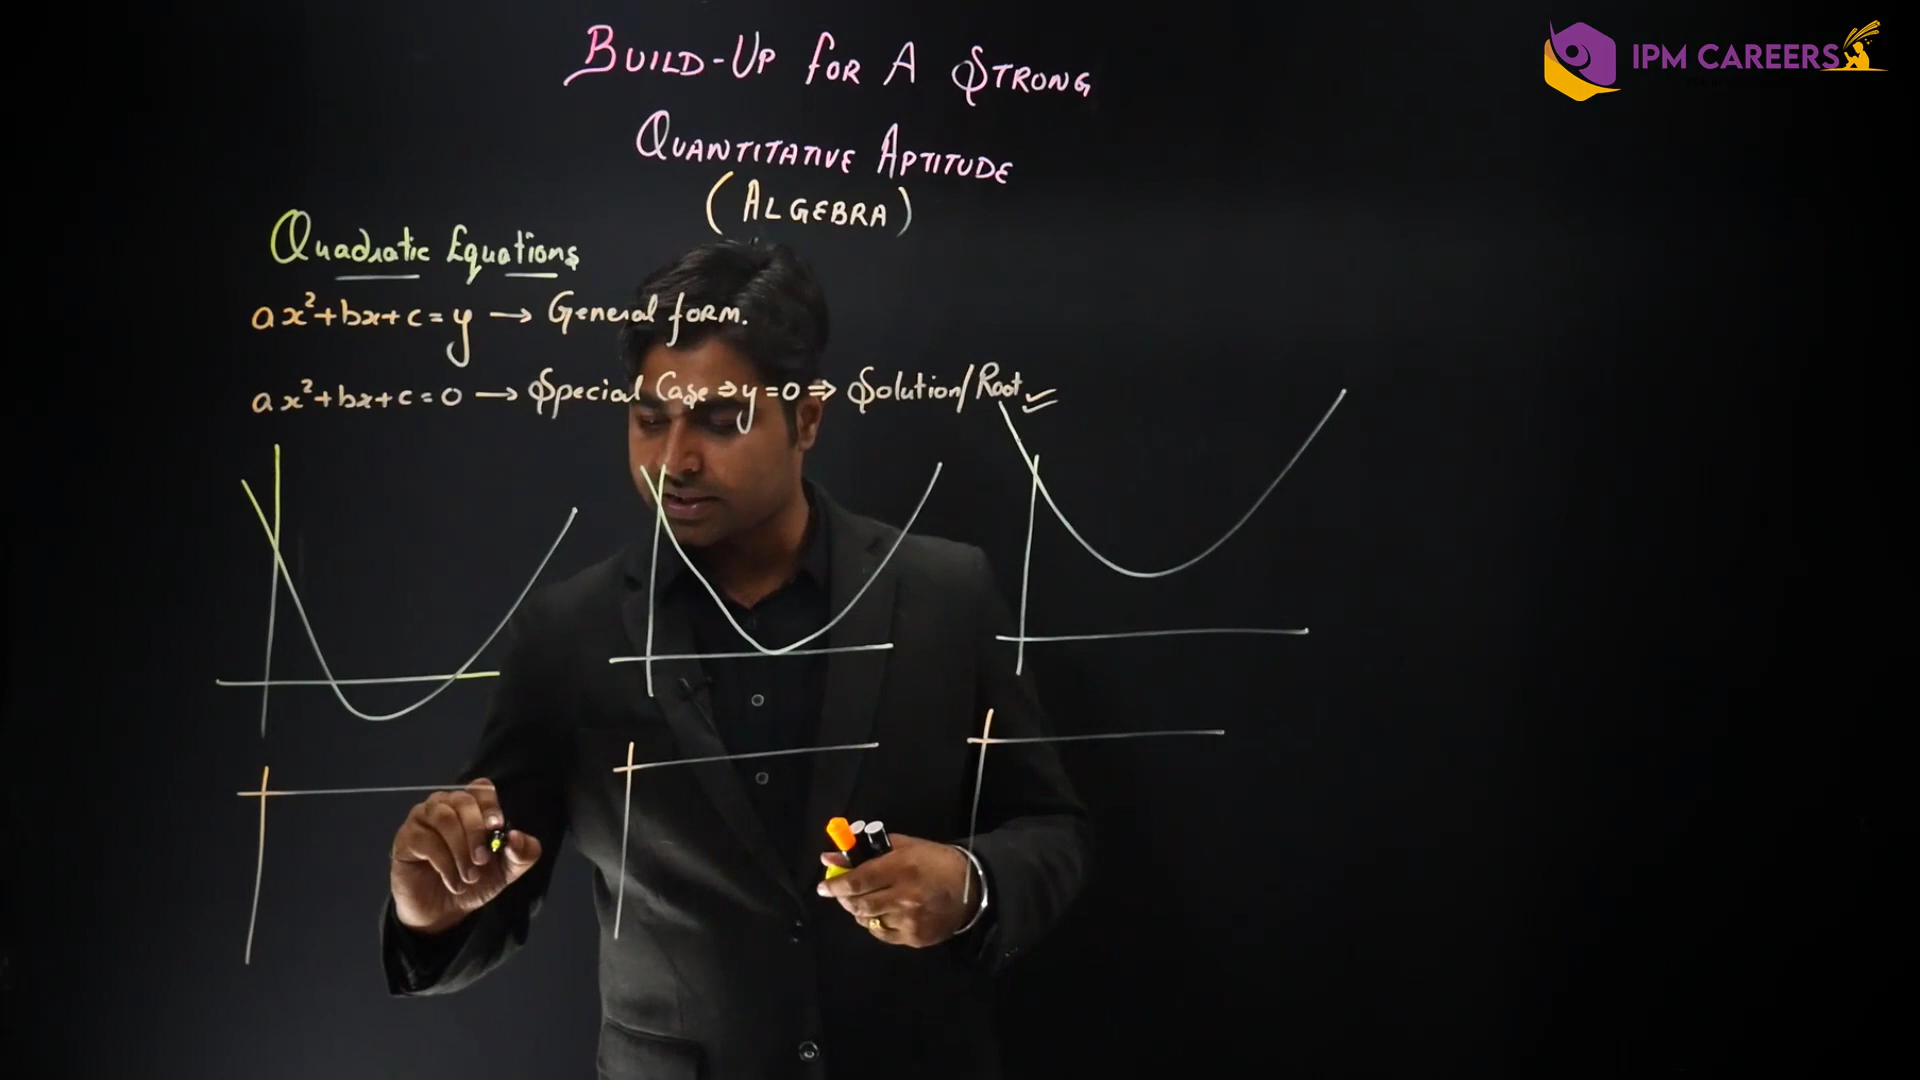 BUILD-UP FOR A STRONG
QUANTITATIVE APTITUDE
(ALGEBRA)
IPM CAREERS
Quadratic Equations
ax²+bx+c=y → General form.
ax²+bx+c=0 → Special Case ⇒ y=0 ⇒ Solution/Root ✓